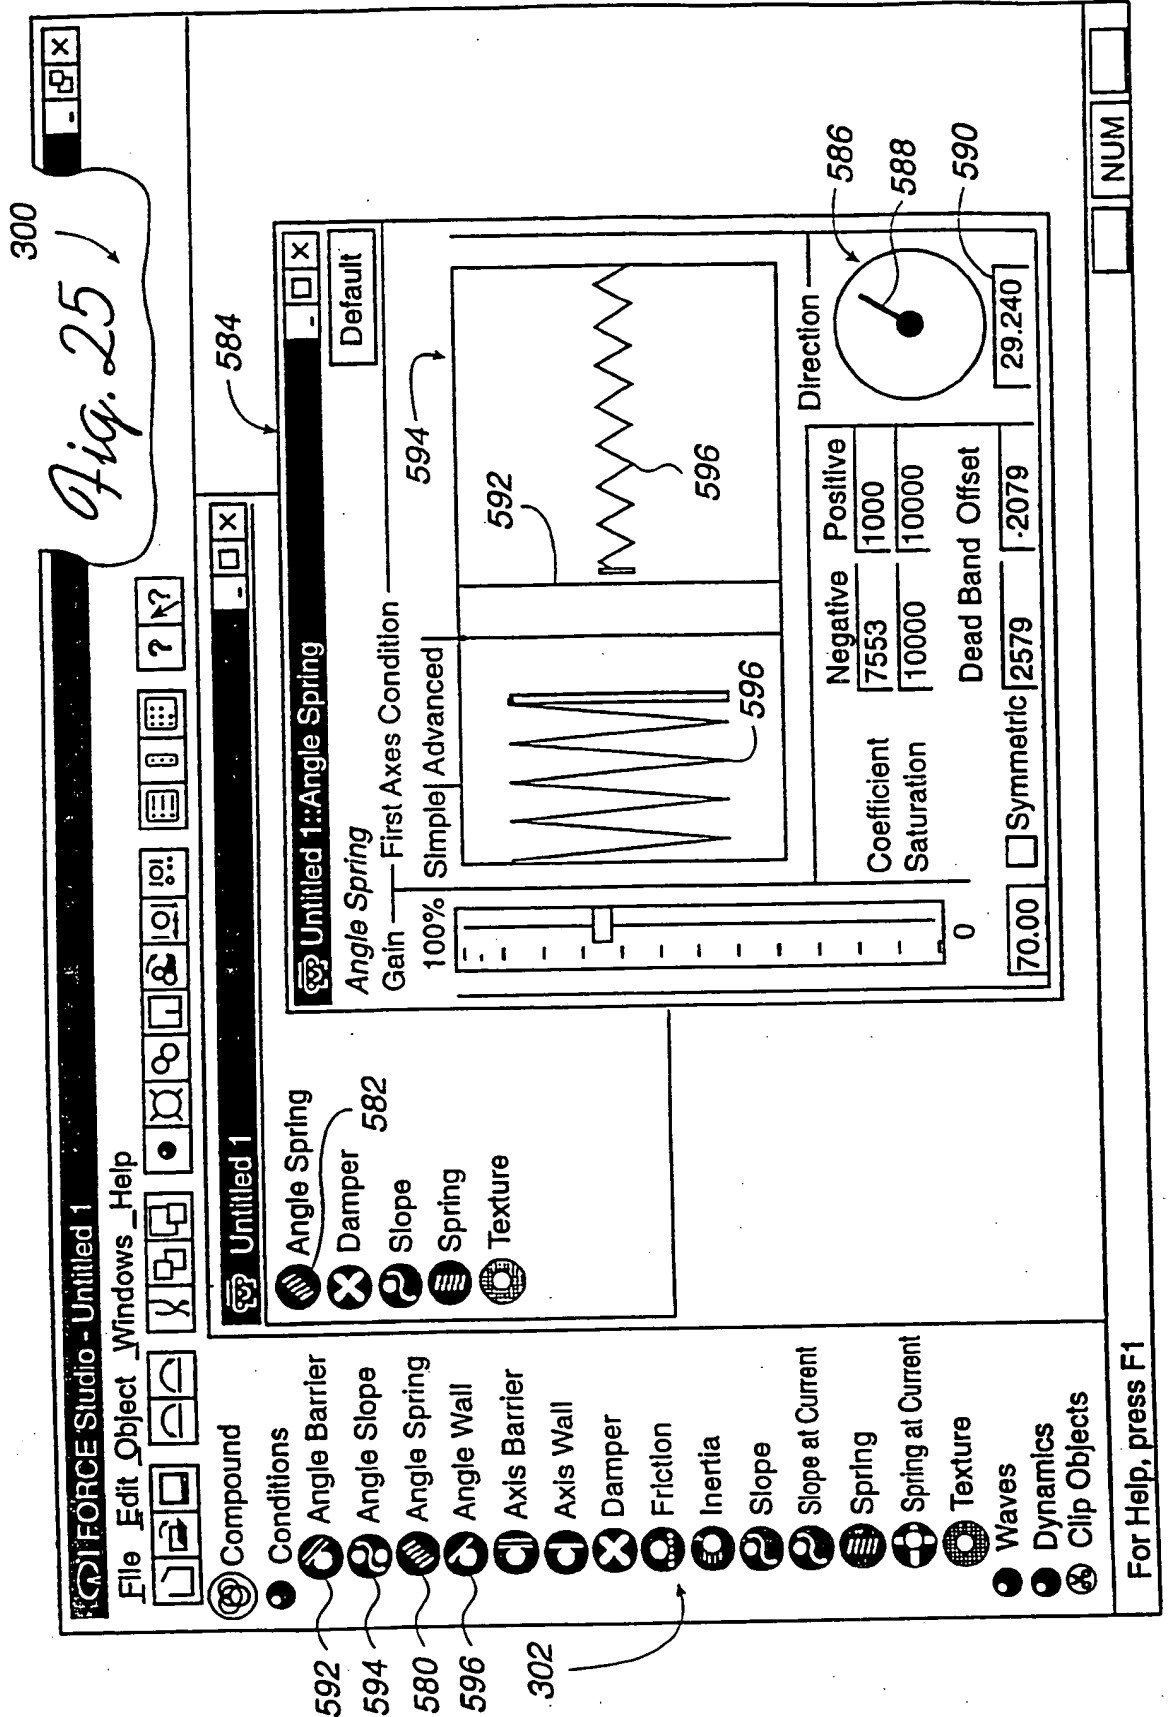 Fig. 25
300
I FORCE Studio - Untitled 1
File Edit Object Windows Help
? ?
Compound
Conditions
Angle Barrier
Angle Slope
Angle Spring
Angle Wall
Axis Barrier
Axis Wall
Damper
Friction
Inertia
Slope
Slope at Current
Spring
Spring at Current
Texture
Waves
Dynamics
Clip Objects
592
594
580
596
302
Untitled 1
Angle Spring
Damper
Slope
Spring
Texture
582
584
Untitled 1::Angle Spring
Angle Spring
Default
Gain
First Axes Condition
100%
Simple Advanced
592
594
596
596
0
70.00
Negative Positive
Coefficient 7553 1000
Saturation 10000 10000
Dead Band Offset
Symmetric 2579 -2079
Direction
29.240
586
588
590
For Help, press F1
NUM